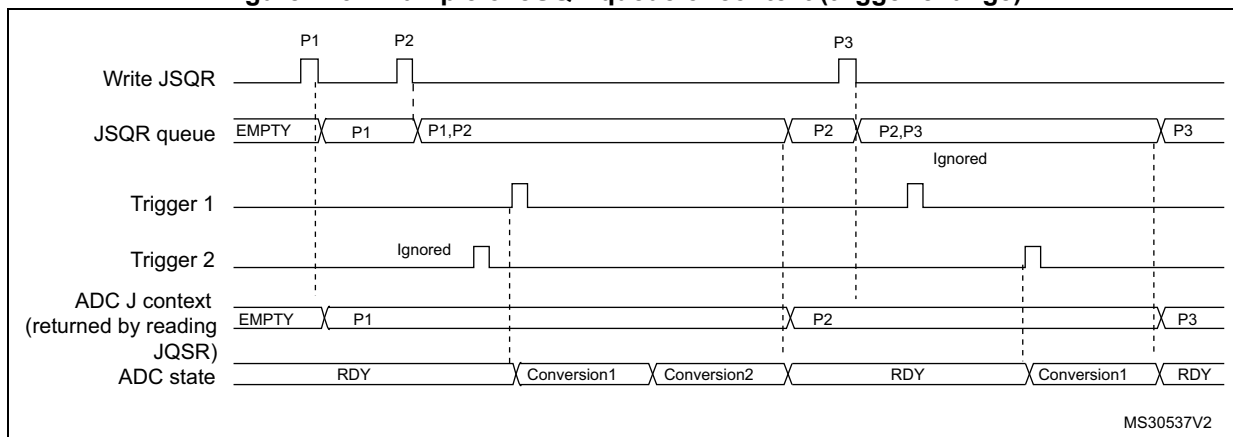 P1 P2 P3
Write JSQR
JSQR queue EMPTY P1 P1,P2 P2 P2,P3 P3
Ignored
Trigger 1
Ignored
Trigger 2
ADC J context
(returned by reading
JQSR)
EMPTY P1 P2 P3
ADC state RDY Conversion1 Conversion2 RDY Conversion1 RDY
MS30537V2